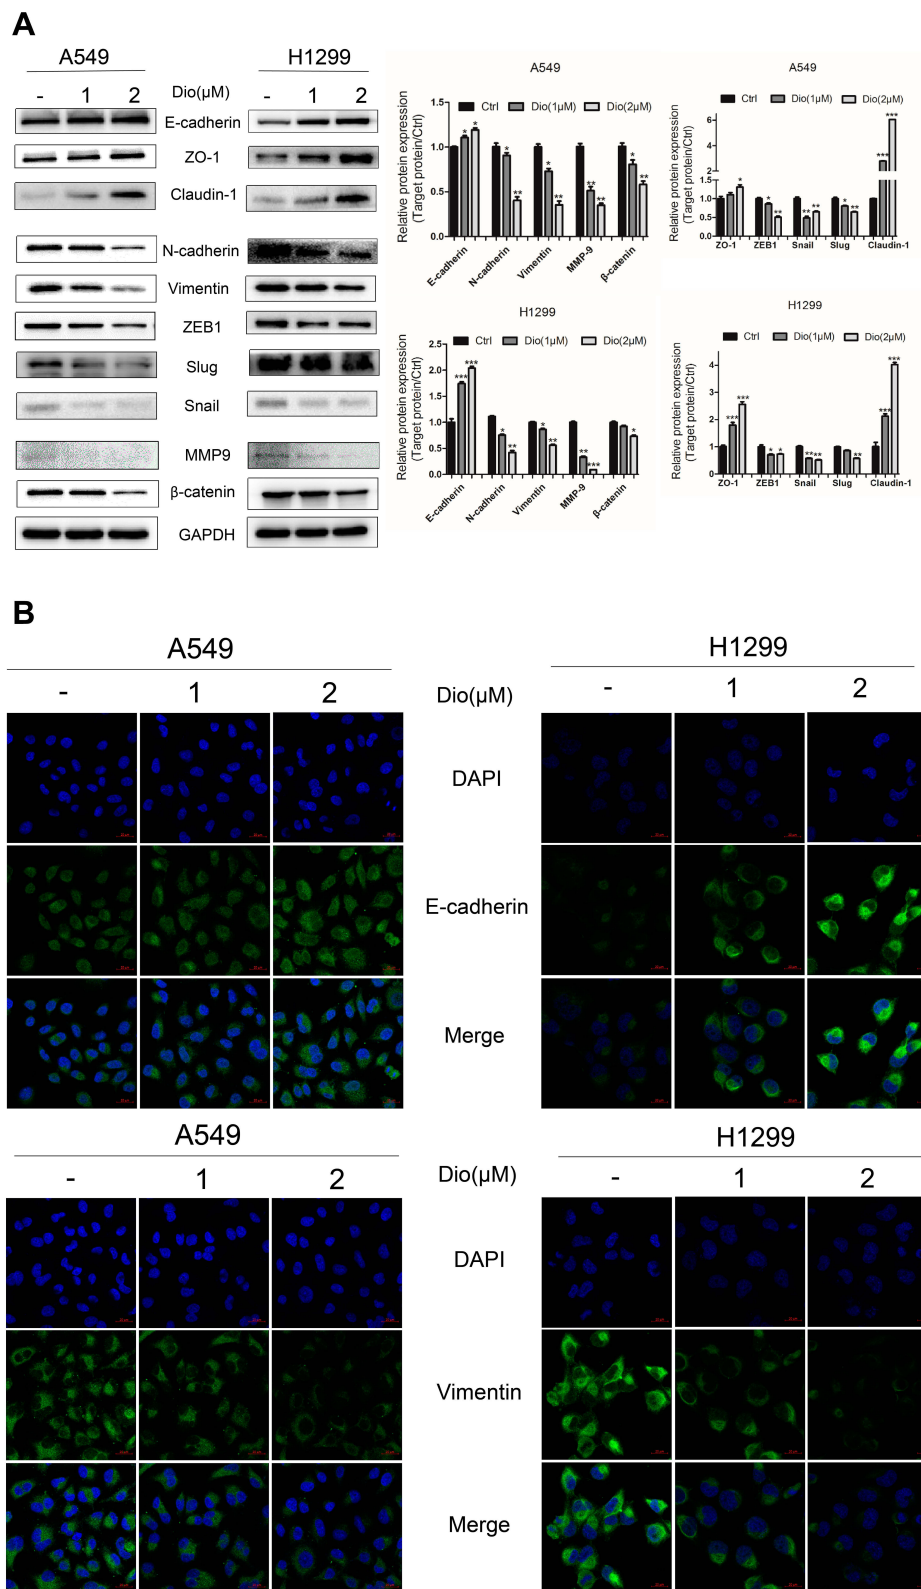 A
A549
H1299
- 1 2
Dio(μM)
- 1 2
E-cadherin
ZO-1
Claudin-1
N-cadherin
Vimentin
ZEB1
Slug
Snail
MMP9
β-catenin
GAPDH
A549
Ctrl Dio(1μM) Dio(2μM)
Relative protein expression
(Target protein/Ctrl)
1.5
1.0
0.5
0.0
* *
* **
* **
** **
* **
E-cadherin N-cadherin Vimentin MMP-9 β-catenin
A549
Ctrl Dio(1μM) Dio(2μM)
Relative protein expression
(Target protein/Ctrl)
6
4
2
1.5
1.0
0.5
0.0
*
* **
** **
* **
*** ***
ZO-1 ZEB1 Snail Slug Claudin-1
H1299
Ctrl Dio(1μM) Dio(2μM)
Relative protein expression
(Target protein/Ctrl)
2.5
2.0
1.5
1.0
0.5
0.0
*** ***
* **
* **
** ***
*
E-cadherin N-cadherin Vimentin MMP-9 β-catenin
H1299
Ctrl Dio(1μM) Dio(2μM)
Relative protein expression
(Target protein/Ctrl)
4
3
2
1
0
*** ***
* *
** **
**
*** ***
ZO-1 ZEB1 Snail Slug Claudin-1
B
A549
H1299
- 1 2
Dio(μM)
- 1 2
DAPI
E-cadherin
Merge
A549
H1299
- 1 2
Dio(μM)
- 1 2
DAPI
Vimentin
Merge